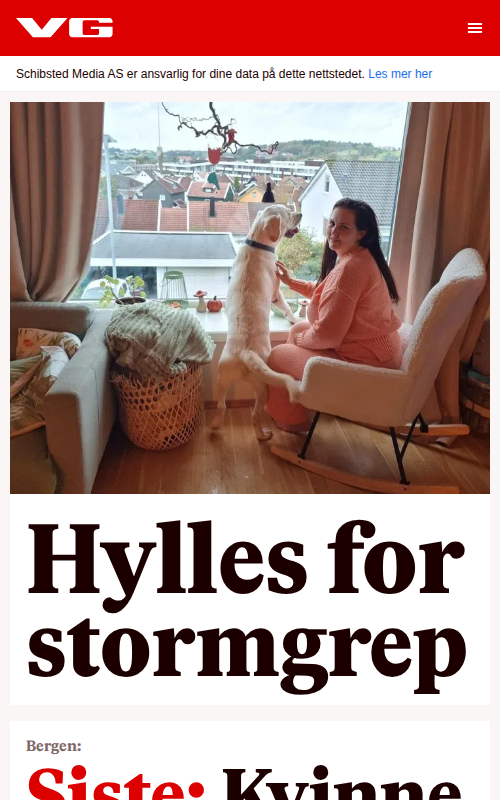 VG
Schibsted Media AS er ansvarlig for dine data på dette nettstedet. Les mer her
Hylles for
stormgrep
Bergen:
Siste: Kvinne